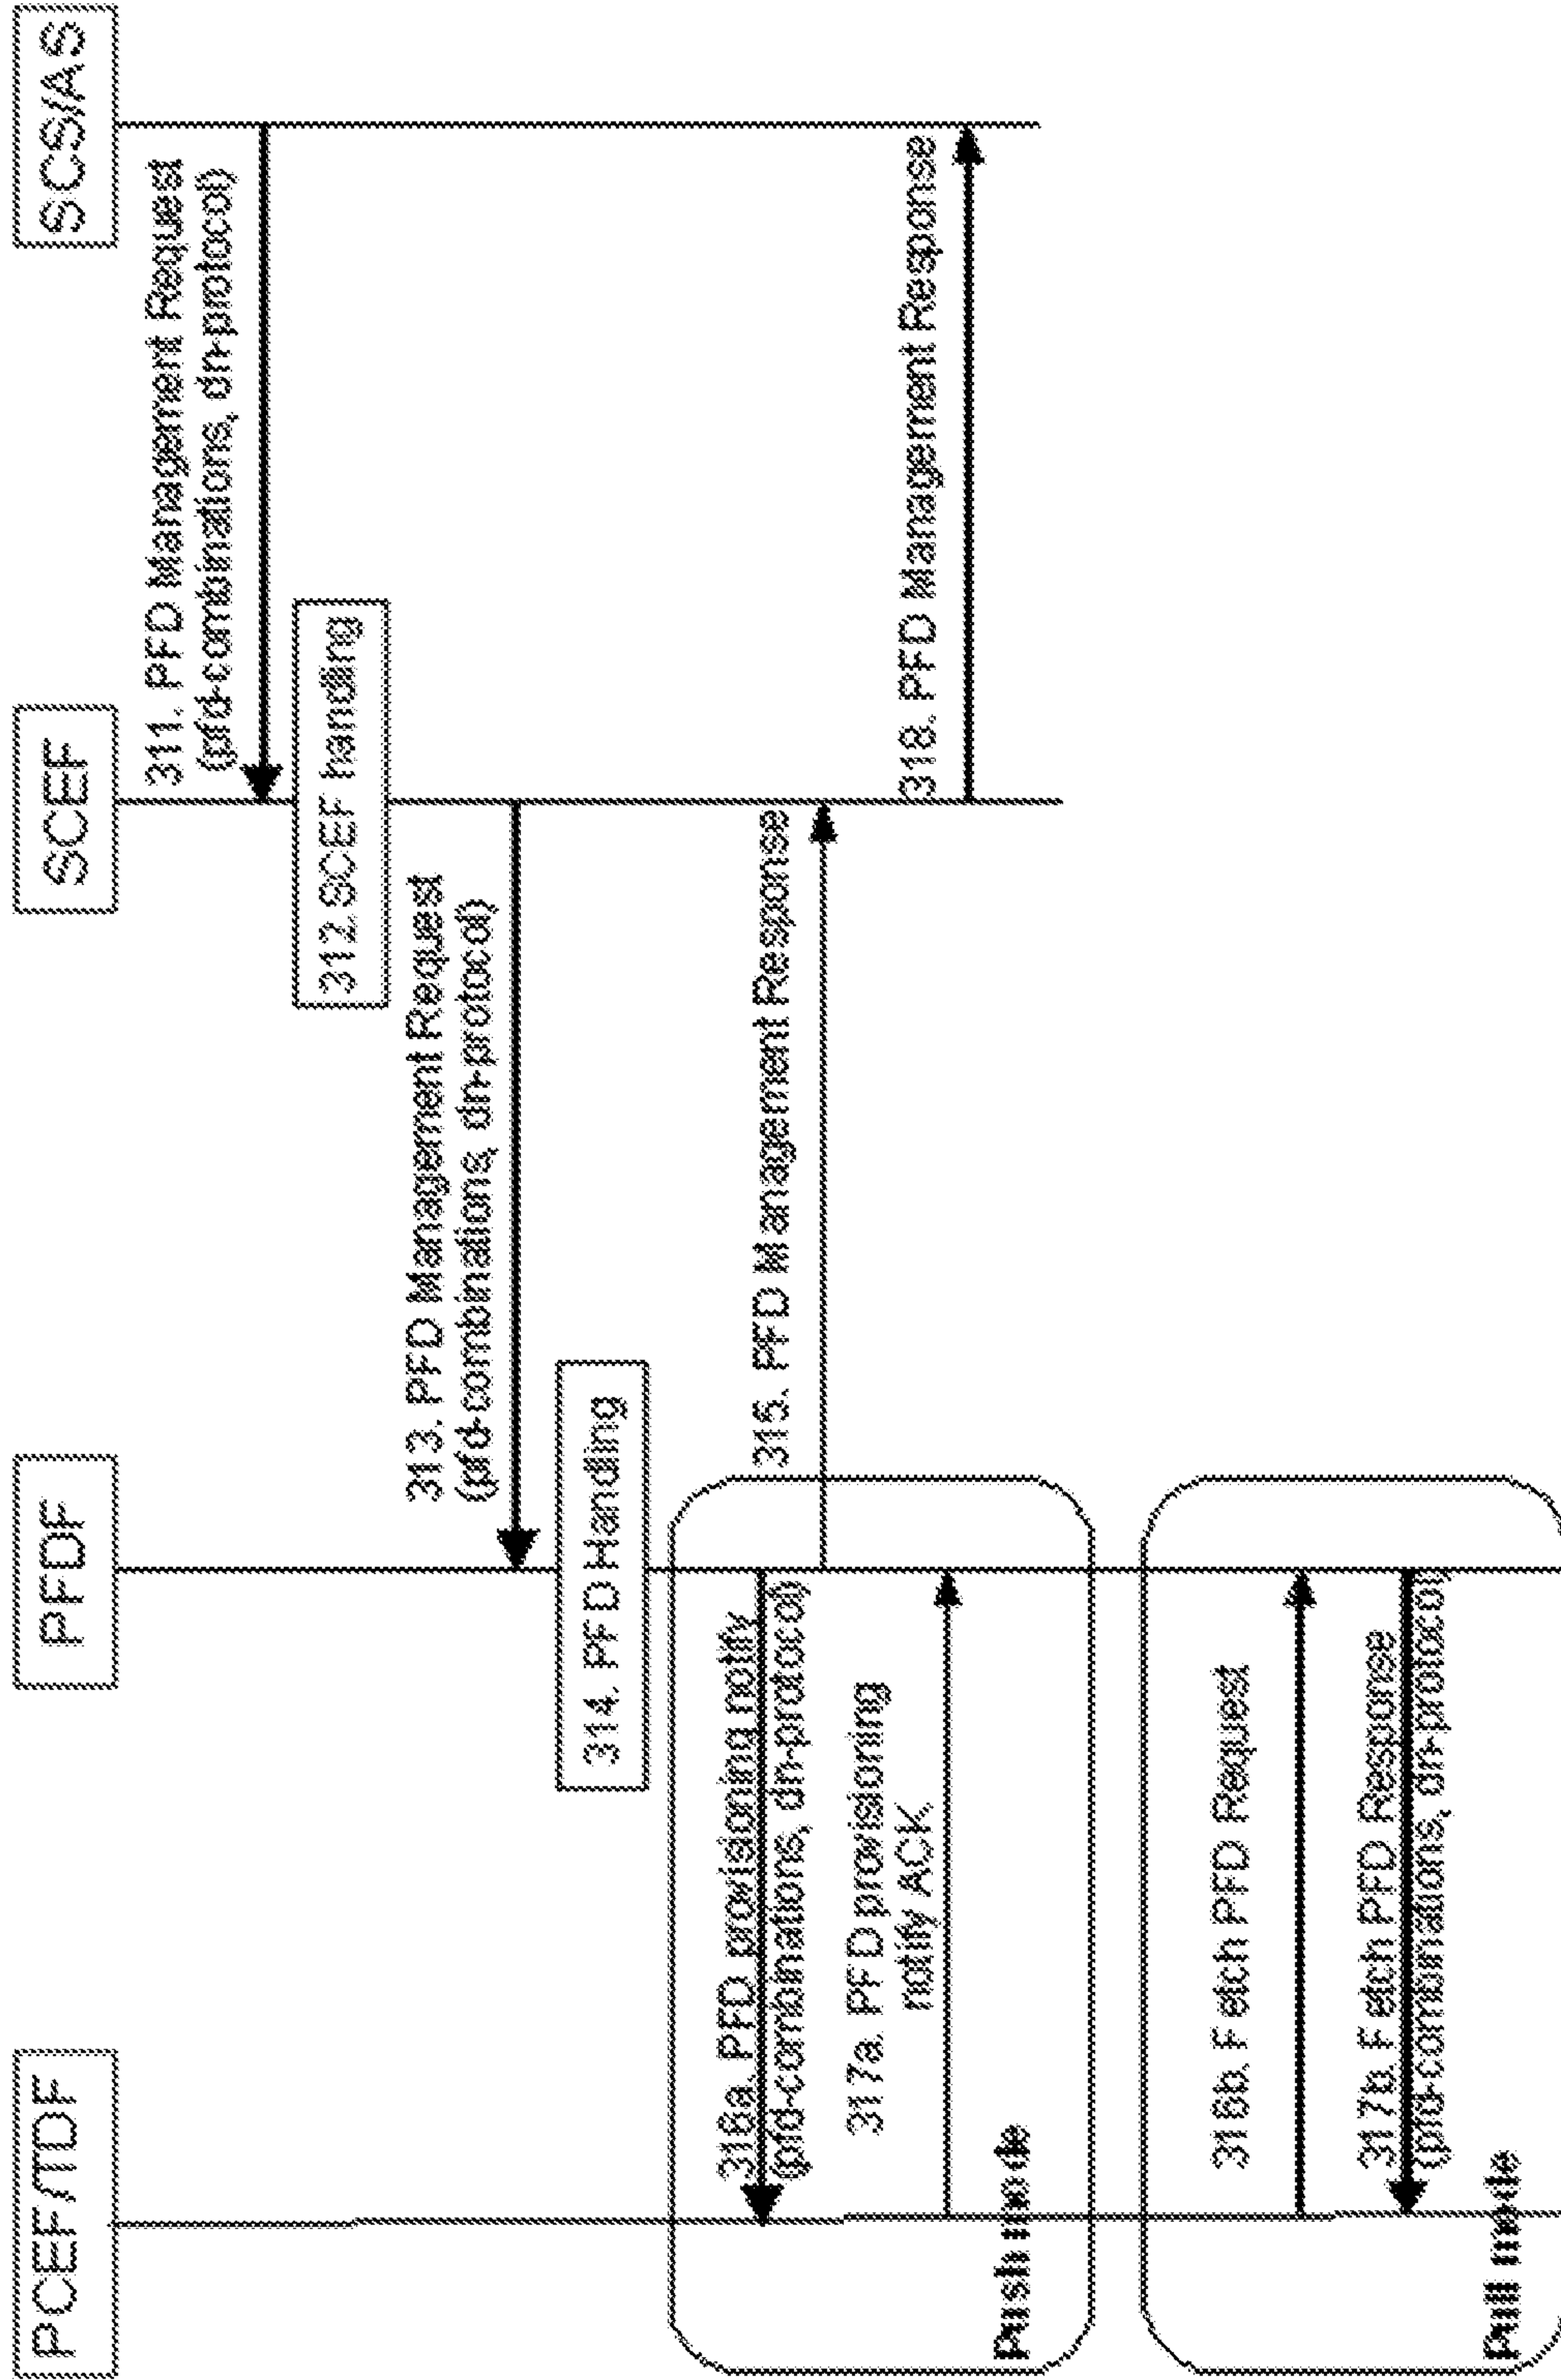 PCEF/TDF
PFDF
SCEF
SCS/AS
311. PFD Management Request
(pfd-combinations, dn-protocol)
312.SCEF handling
313. PFD Management Request
(pfd-combinations, dn-protocol)
314. PFD Handling
315. PFD Management Response
316a. PFD provisioning notify
(pfd-combinations, dn-protocol)
317a. PFD provisioning
notify ACK
Push mode
318. PFD Management Response
316b. Fetch PFD Request
317b. Fetch PFD Response
(pfd-combinations, dn-protocol)
Pull mode